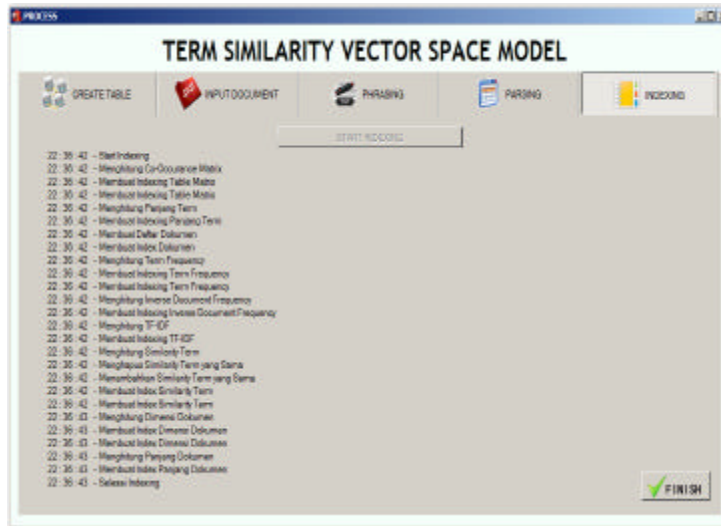 PROCESS
TERM SIMILARITY VECTOR SPACE MODEL
CREATE TABLE
INPUT DOCUMENT
PHRASING
PARSING
INDEXING
START INDEXING
22:36:42 - Start Indexing
22:36:42 - Menghitung Co-Occurance Matrix
22:36:42 - Membuat Indexing Table Matrix
22:36:42 - Membuat Indexing Table Matrix
22:36:42 - Menghitung Panjang Term
22:36:42 - Membuat Indexing Panjang Term
22:36:42 - Membuat Daftar Dokumen
22:36:42 - Membuat Index Dokumen
22:36:42 - Menghitung Term Frequency
22:36:42 - Membuat Indexing Term Frequency
22:36:42 - Membuat Indexing Term Frequency
22:36:42 - Menghitung Inverse Document Frequency
22:36:42 - Membuat Indexing Inverse Document Frequency
22:36:42 - Menghitung TF-IDF
22:36:42 - Membuat Indexing TF-IDF
22:36:42 - Menghitung Similarity Term
22:36:42 - Menghapus Similarity Term yang Sama
22:36:42 - Menambahkan Similarity Term yang Sama
22:36:42 - Membuat Index Similarity Term
22:36:42 - Membuat Index Similarity Term
22:36:43 - Menghitung Dimensi Dokumen
22:36:43 - Membuat Index Dimensi Dokumen
22:36:43 - Membuat Index Dimensi Dokumen
22:36:43 - Menghitung Panjang Dokumen
22:36:43 - Membuat Index Panjang Dokumen
22:36:43 - Selesai Indexing
FINISH